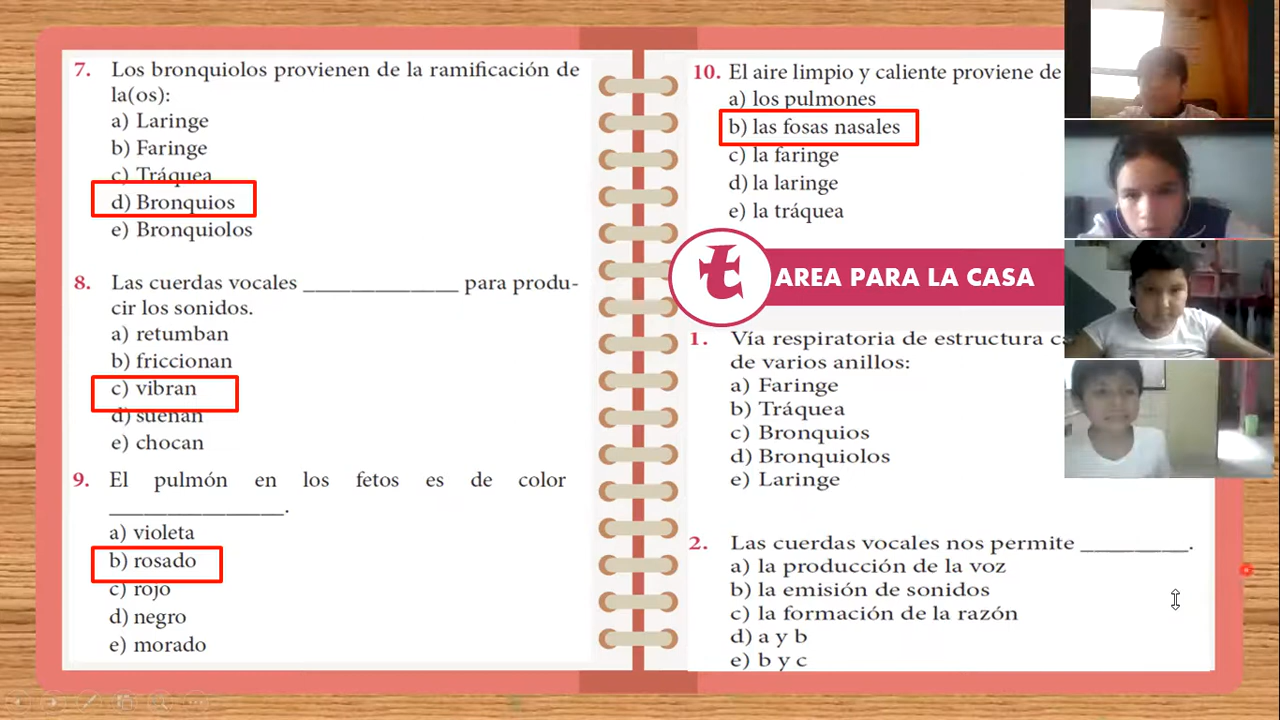 7. Los bronquiolos provienen de la ramificación de
la(os):
a) Laringe
b) Faringe
c) Tráquea
d) Bronquios
e) Bronquiolos
8. Las cuerdas vocales ______________ para produ-
cir los sonidos.
a) retumban
b) friccionan
c) vibran
d) suenan
e) chocan
9. El pulmón en los fetos es de color
________________.
a) violeta
b) rosado
c) rojo
d) negro
e) morado
10. El aire limpio y caliente proviene de
a) los pulmones
b) las fosas nasales
c) la faringe
d) la laringe
e) la tráquea
t AREA PARA LA CASA
1. Vía respiratoria de estructura
de varios anillos:
a) Faringe
b) Tráquea
c) Bronquios
d) Bronquiolos
e) Laringe
2. Las cuerdas vocales nos permite _________.
a) la producción de la voz
b) la emisión de sonidos
c) la formación de la razón
d) a y b
e) b y c